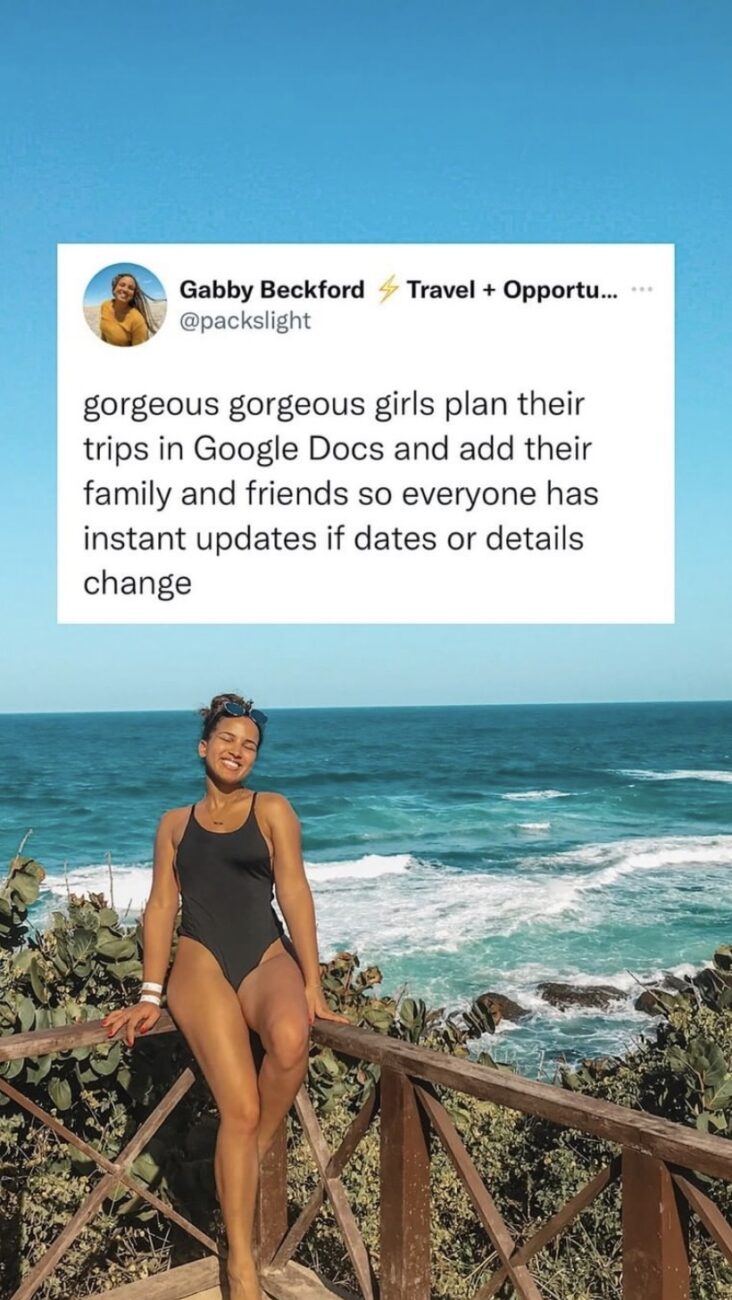 Gabby Beckford ⚡Travel + Opportu...
@packslight
gorgeous gorgeous girls plan their
trips in Google Docs and add their
family and friends so everyone has
instant updates if dates or details
change